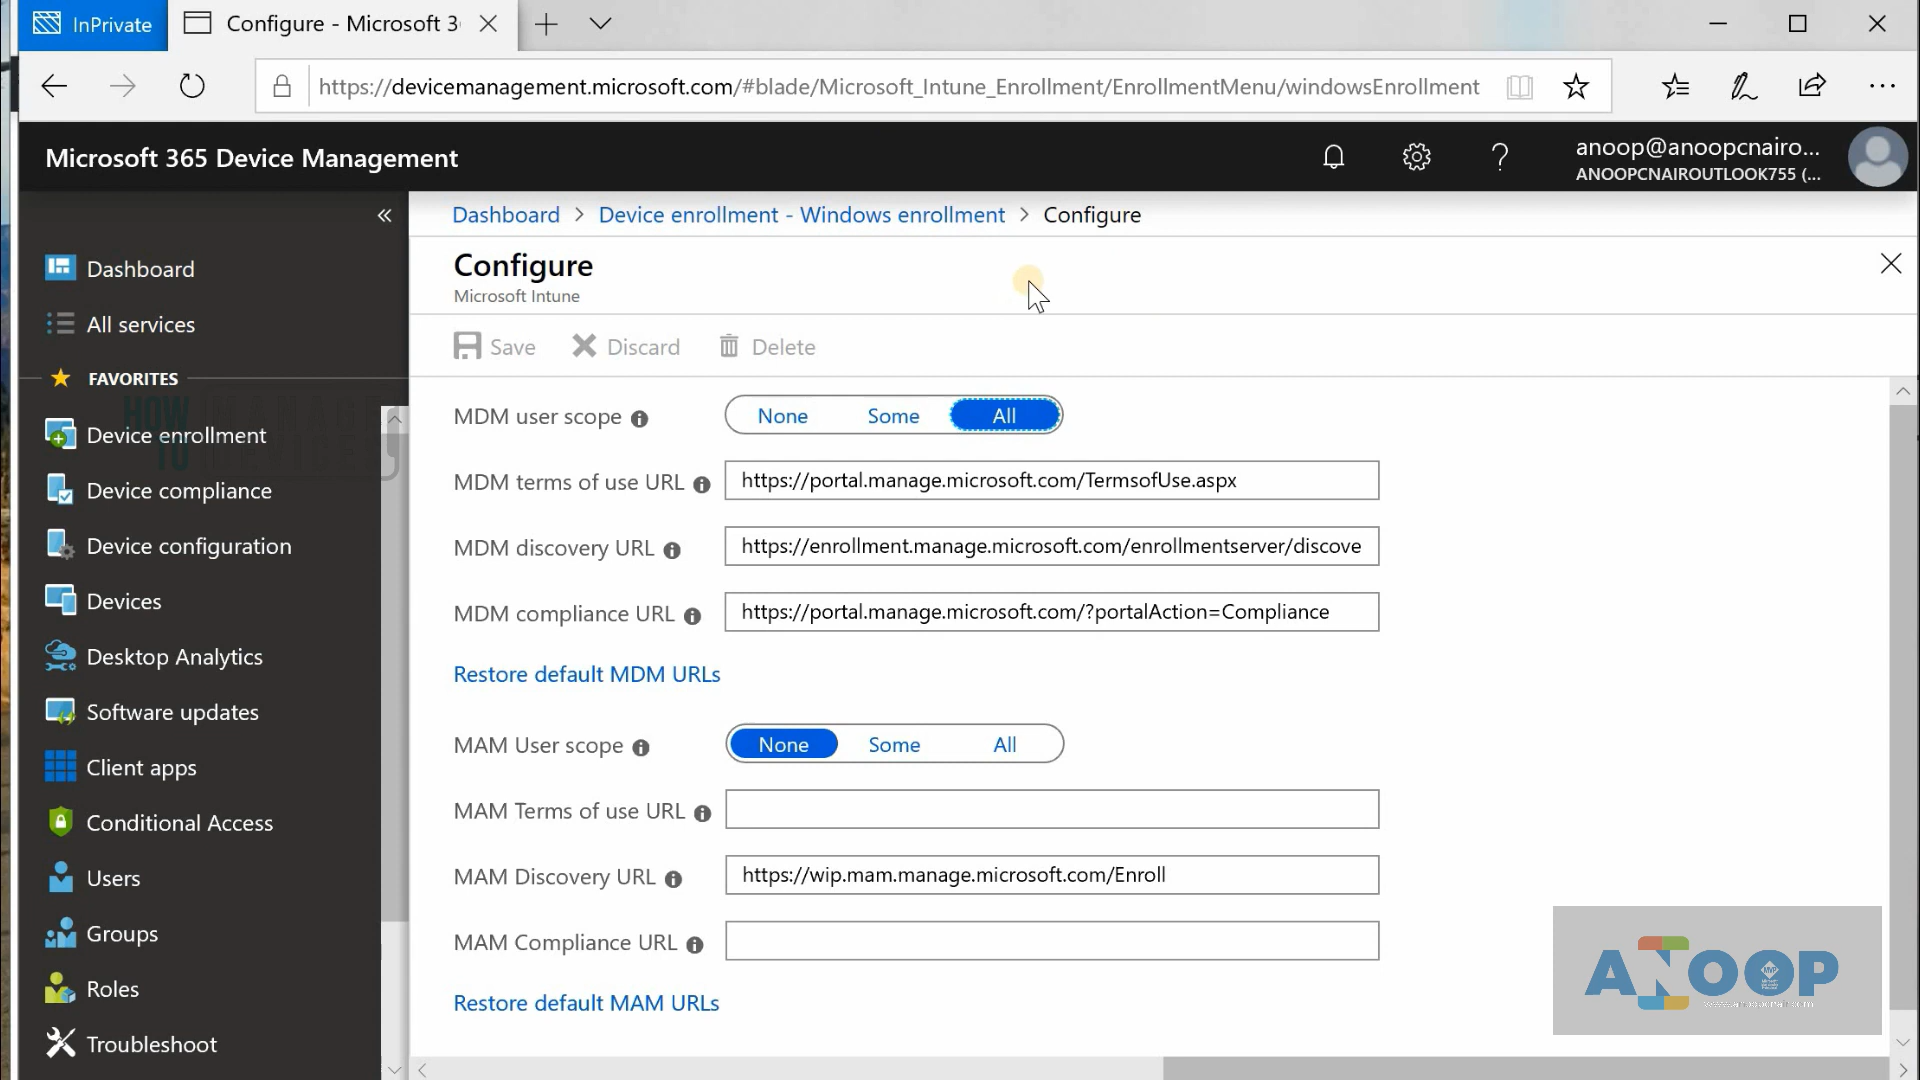 InPrivate
Configure - Microsoft 3
https://devicemanagement.microsoft.com/#blade/Microsoft_Intune_Enrollment/EnrollmentMenu/windowsEnrollment
Microsoft 365 Device Management
anoop@anoopcnairo...
ANOOPCNAIROUTLOOK755 (...
Dashboard > Device enrollment - Windows enrollment > Configure
Configure
Microsoft Intune
Save Discard Delete
Dashboard
All services
FAVORITES
HOW TO MANAGE DEVICES
Device enrollment
Device compliance
Device configuration
Devices
Desktop Analytics
Software updates
Client apps
Conditional Access
Users
Groups
Roles
Troubleshoot
MDM user scope None Some All
MDM terms of use URL https://portal.manage.microsoft.com/TermsofUse.aspx
MDM discovery URL https://enrollment.manage.microsoft.com/enrollmentserver/discove
MDM compliance URL https://portal.manage.microsoft.com/?portalAction=Compliance
Restore default MDM URLs
MAM User scope None Some All
MAM Terms of use URL
MAM Discovery URL https://wip.mam.manage.microsoft.com/Enroll
MAM Compliance URL
Restore default MAM URLs
ANOOP